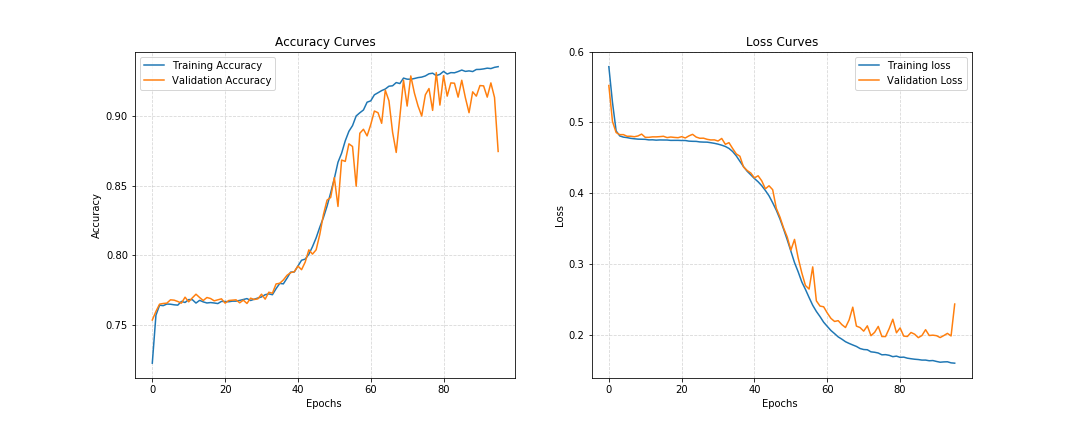 Accuracy Curves
Training Accuracy
Validation Accuracy
0.90
0.85
0.80
0.75
Accuracy
0
20
40
60
80
Epochs
Loss Curves
Training loss
Validation Loss
0.6
0.5
0.4
0.3
0.2
Loss
0
20
40
60
80
Epochs